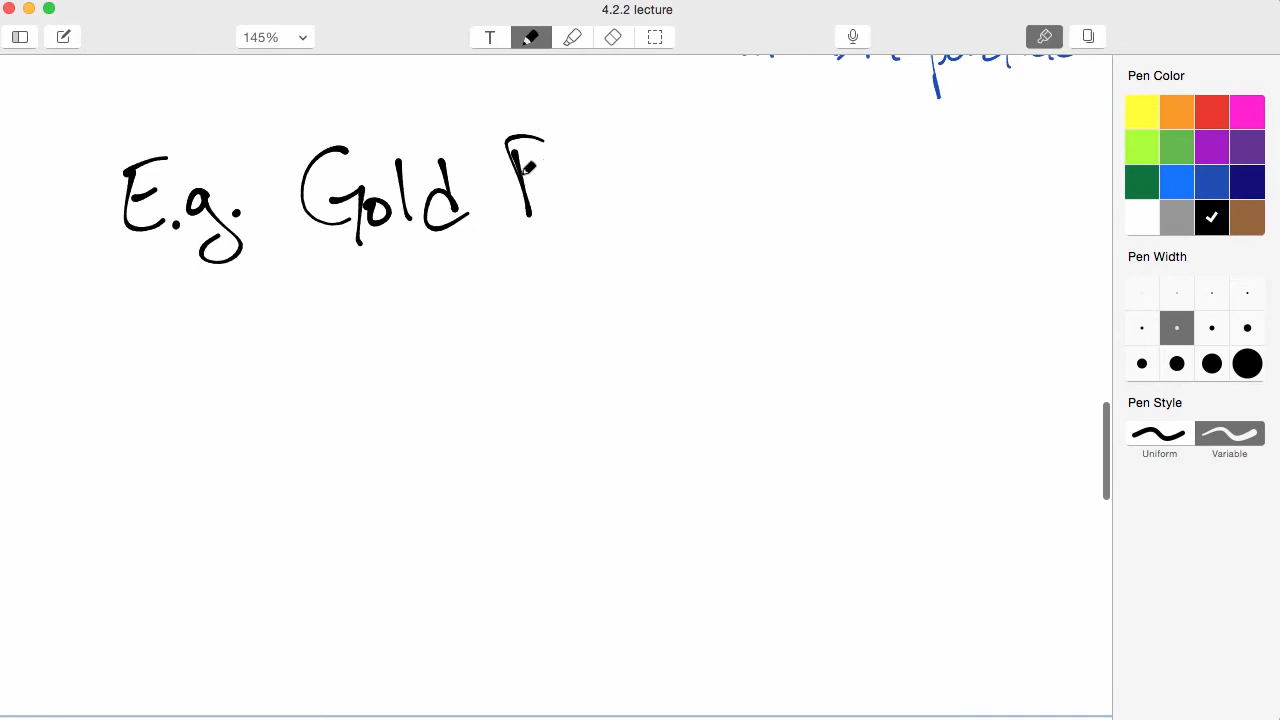 4.2.2 lecture
145%
T
Pen Color
E.g. Gold F
Pen Width
Pen Style
Uniform Variable